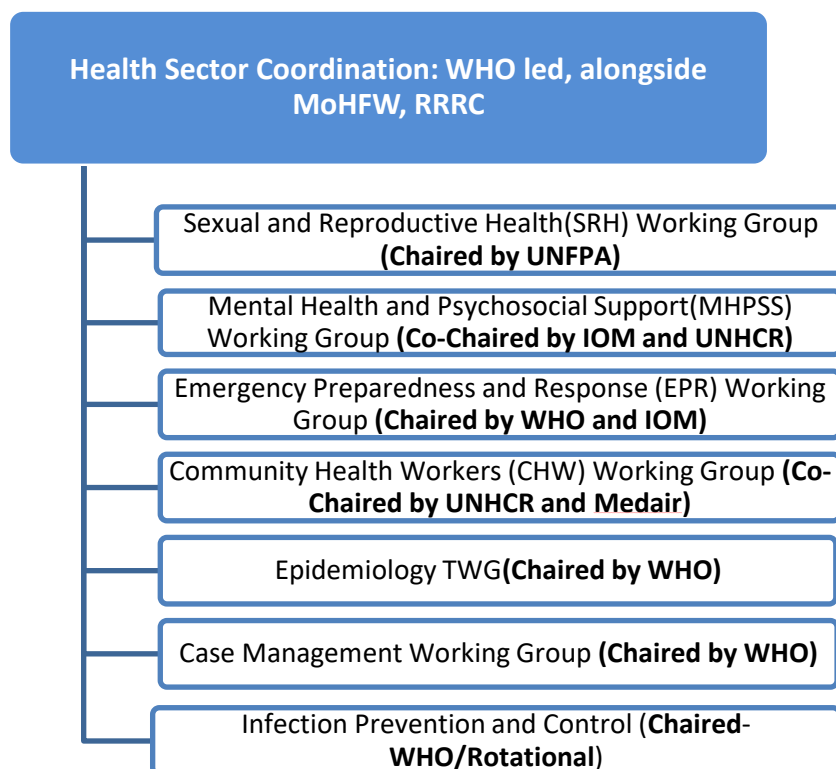 Health Sector Coordination: WHO led, alongside
MoHFW, RRRC
Sexual and Reproductive Health(SRH) Working Group
(Chaired by UNFPA)
Mental Health and Psychosocial Support(MHPSS)
Working Group (Co-Chaired by IOM and UNHCR)
Emergency Preparedness and Response (EPR) Working
Group (Chaired by WHO and IOM)
Community Health Workers (CHW) Working Group (Co-
Chaired by UNHCR and Medair)
Epidemiology TWG(Chaired by WHO)
Case Management Working Group (Chaired by WHO)
Infection Prevention and Control (Chaired-
WHO/Rotational)